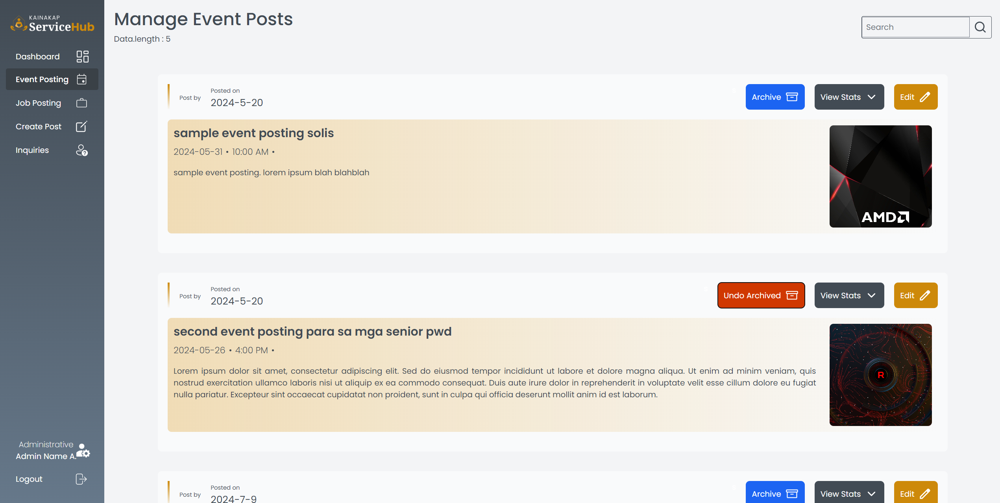 KAINAKAP
ServiceHub
Dashboard
Event Posting
Job Posting
Create Post
Inquiries
Administrative
Admin Name A.
Logout
Manage Event Posts
Data.length : 5
Search
Post by
Posted on
2024-5-20
s
Archive
View Stats
Edit
sample event posting solis
2024-05-31 • 10:00 AM •
sample event posting. lorem ipsum blah blahblah
AMD
Post by
Posted on
2024-5-20
s
Undo Archived
View Stats
Edit
second event posting para sa mga senior pwd
2024-05-26 • 4:00 PM •
Lorem ipsum dolor sit amet, consectetur adipiscing elit. Sed do eiusmod tempor incididunt ut labore et dolore magna aliqua. Ut enim ad minim veniam, quis
nostrud exercitation ullamco laboris nisi ut aliquip ex ea commodo consequat. Duis aute irure dolor in reprehenderit in voluptate velit esse cillum dolore eu fugiat
nulla pariatur. Excepteur sint occaecat cupidatat non proident, sunt in culpa qui officia deserunt mollit anim id est laborum.
R
Post by
Posted on
2024-7-9
s
Archive
View Stats
Edit